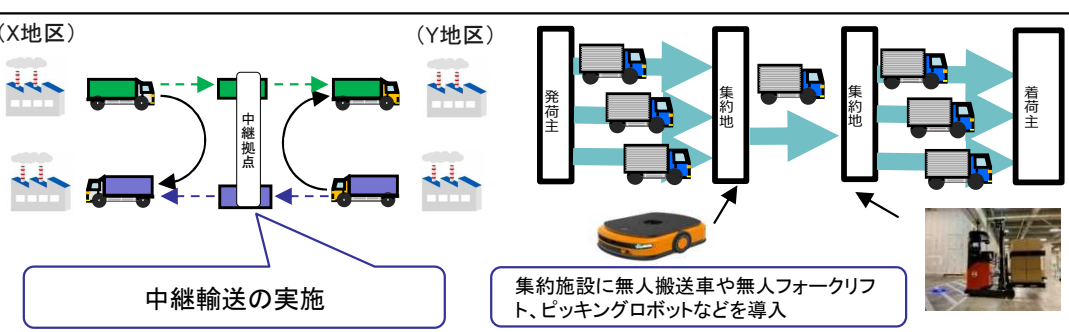 (X地区)
(Y地区)
中継拠点
中継輸送の実施
発荷主
集約地
集約地
着荷主
集約施設に無人搬送車や無人フォークリフ
ト、ピッキングロボットなどを導入